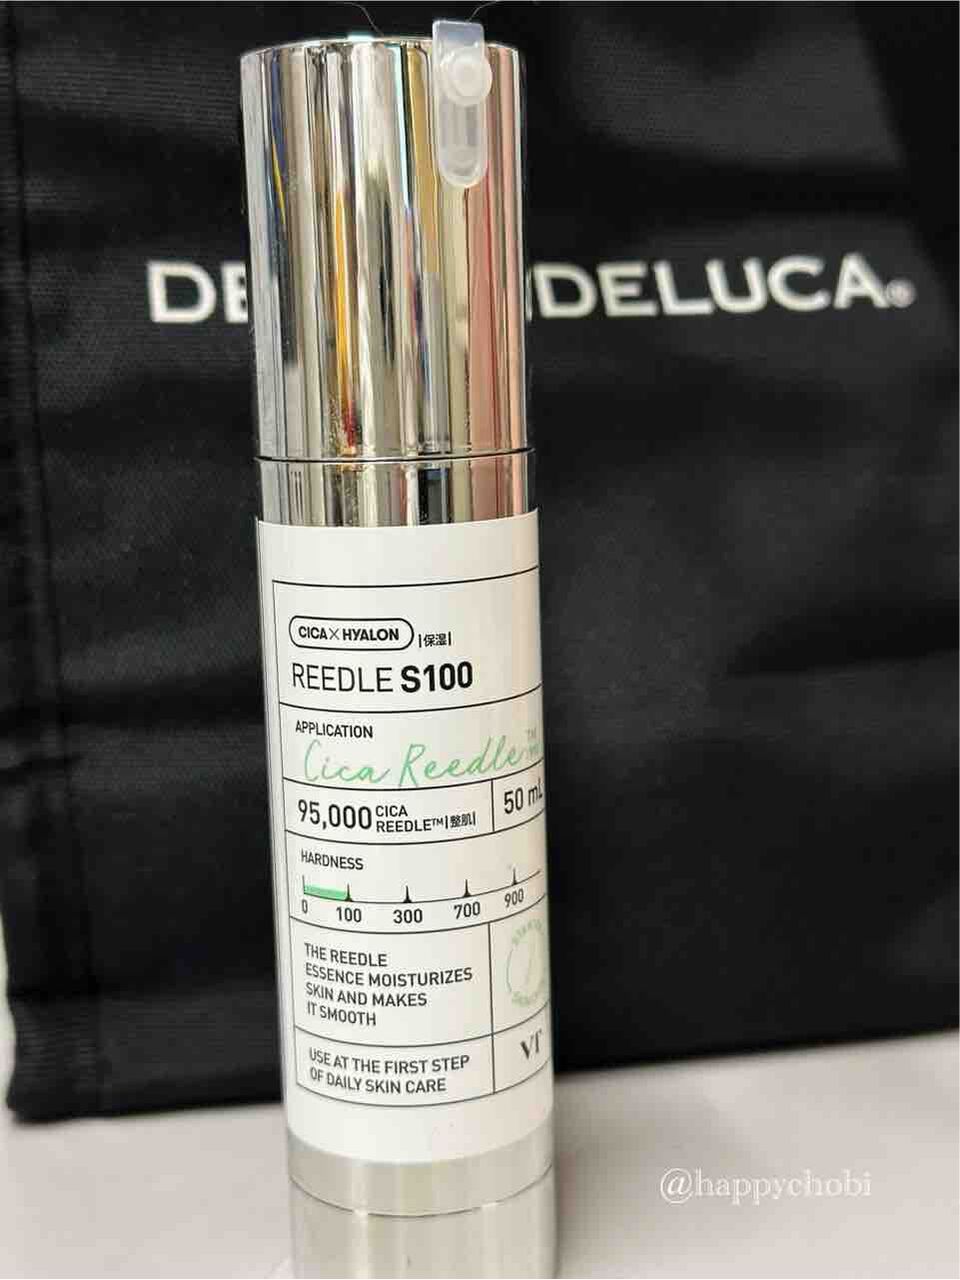 DE
DELUCA®
CICA×HYALON |保湿|
REEDLE S100
APPLICATION
Cica Reedle™
95,000 CICA REEDLE™|整肌|
50 mL
HARDNESS
0 100 300 700 900
THE REEDLE
ESSENCE MOISTURIZES
SKIN AND MAKES
IT SMOOTH
VT
USE AT THE FIRST STEP
OF DAILY SKIN CARE
@happychobi